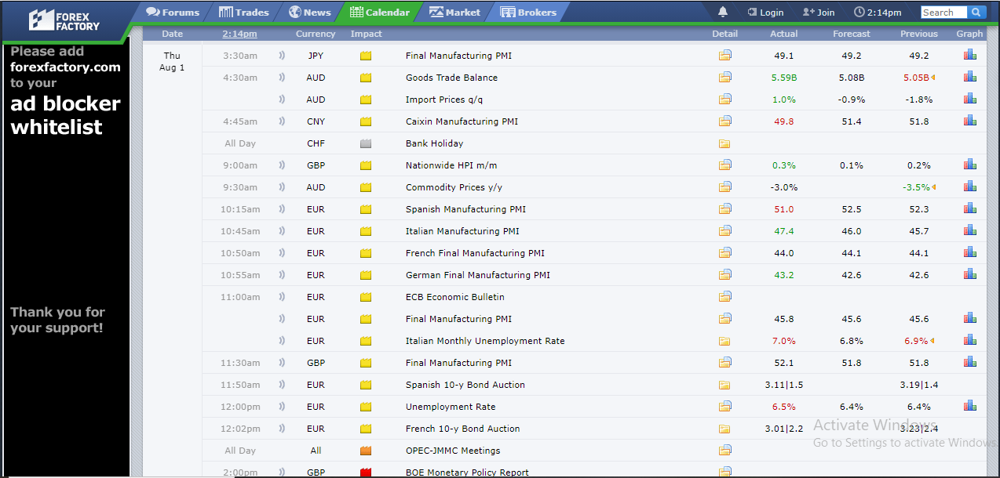 FOREX FACTORY
Forums Trades News Calendar Market Brokers Login Join 2:14pm Search
Date 2:14pm Currency Impact Detail Actual Forecast Previous Graph
Please add
forexfactory.com
to your
ad blocker
whitelist
Thank you for
your support!
Thu Aug 1 3:30am JPY Final Manufacturing PMI 49.1 49.2 49.2
4:30am AUD Goods Trade Balance 5.59B 5.08B 5.05B
AUD Import Prices q/q 1.0% -0.9% -1.8%
4:45am CNY Caixin Manufacturing PMI 49.8 51.4 51.8
All Day CHF Bank Holiday
9:00am GBP Nationwide HPI m/m 0.3% 0.1% 0.2%
9:30am AUD Commodity Prices y/y -3.0% -3.5%
10:15am EUR Spanish Manufacturing PMI 51.0 52.5 52.3
10:45am EUR Italian Manufacturing PMI 47.4 46.0 45.7
10:50am EUR French Final Manufacturing PMI 44.0 44.1 44.1
10:55am EUR German Final Manufacturing PMI 43.2 42.6 42.6
11:00am EUR ECB Economic Bulletin
EUR Final Manufacturing PMI 45.8 45.6 45.6
EUR Italian Monthly Unemployment Rate 7.0% 6.8% 6.9%
11:30am GBP Final Manufacturing PMI 52.1 51.8 51.8
11:50am EUR Spanish 10-y Bond Auction 3.11|1.5 3.19|1.4
12:00pm EUR Unemployment Rate 6.5% 6.4% 6.4%
12:02pm EUR French 10-y Bond Auction 3.01|2.2 3.23|2.4
All Day All OPEC-JMMC Meetings
2:00pm GBP BOE Monetary Policy Report
Activate Windows
Go to Settings to activate Windows.